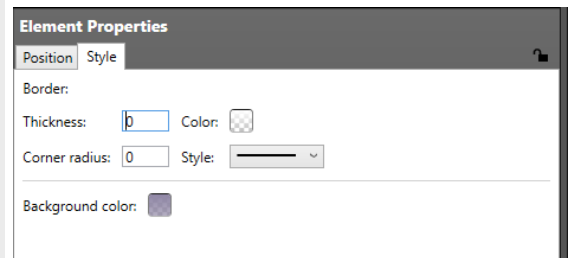 Element Properties
Position Style
Border:
Thickness: 0 Color:
Corner radius: 0 Style:
Background color: